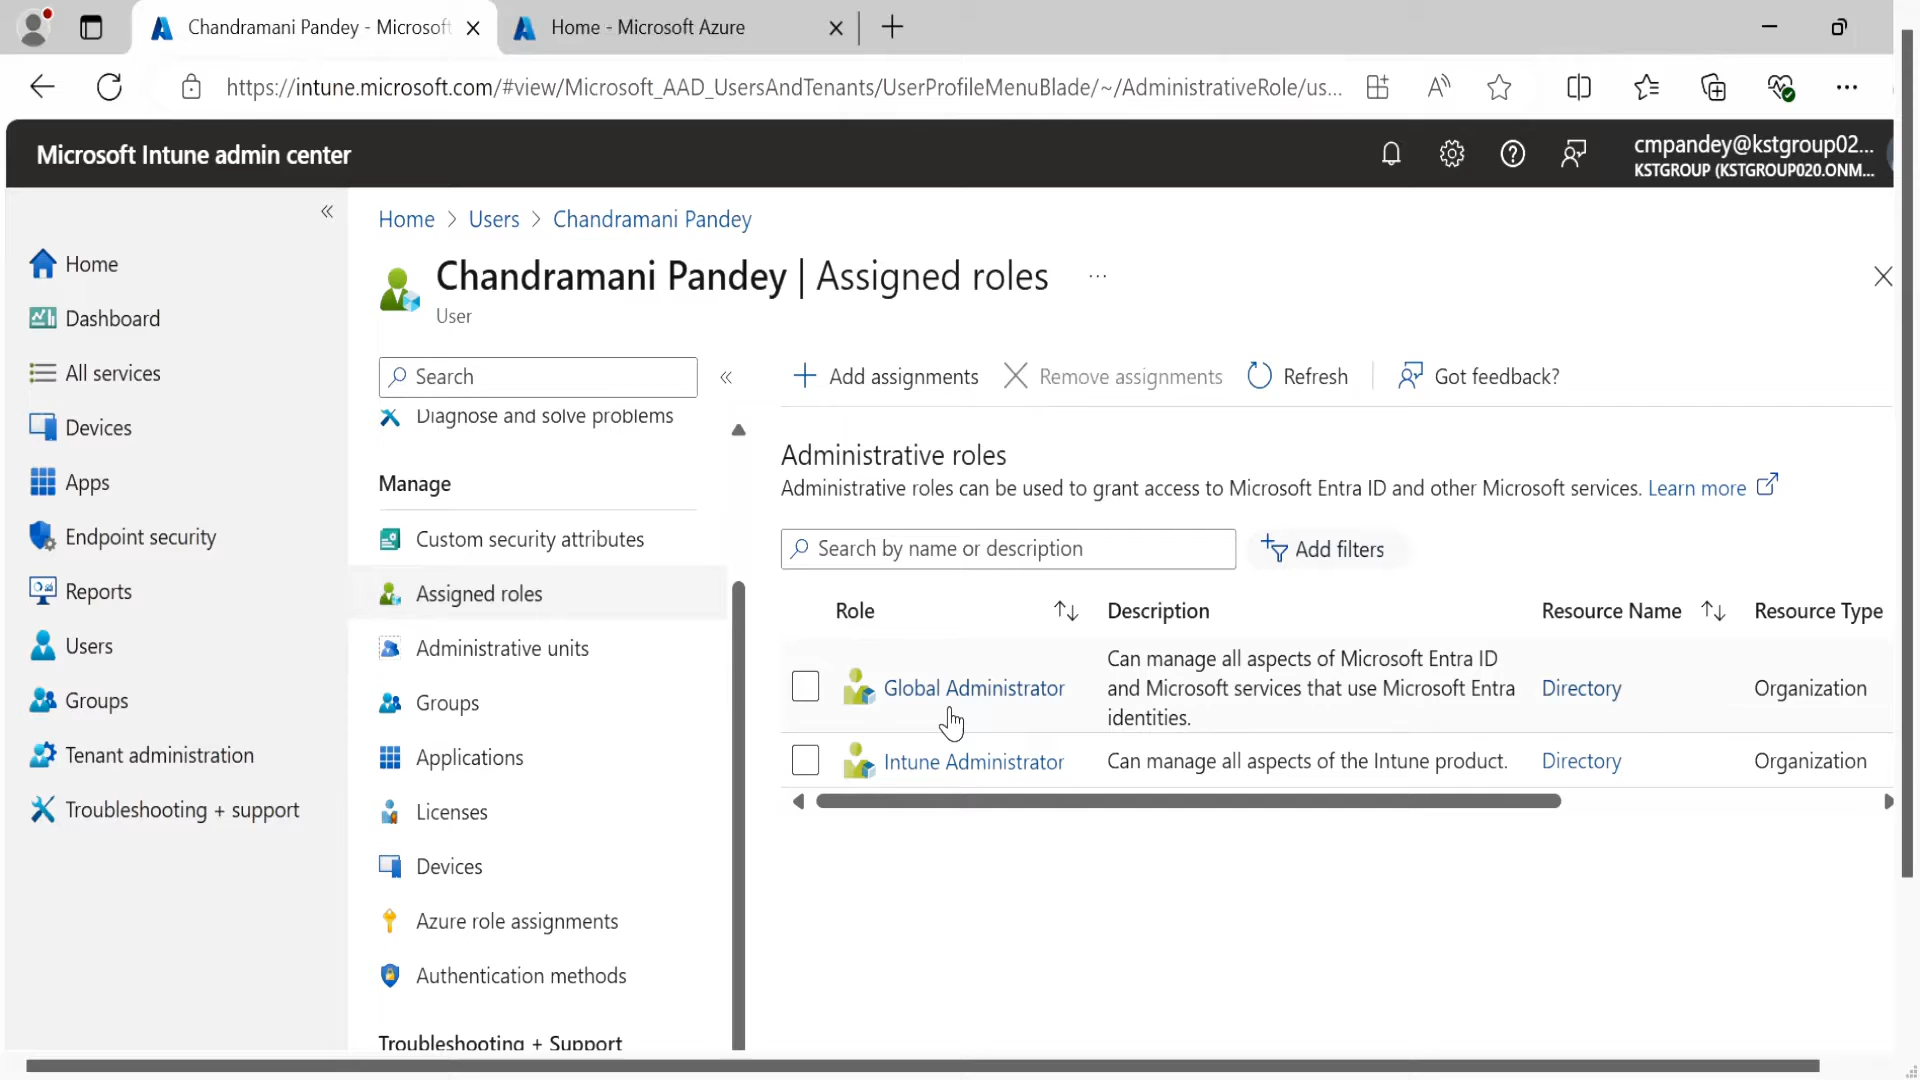 Chandramani Pandey - Microsoft
Home - Microsoft Azure
https://intune.microsoft.com/#view/Microsoft_AAD_UsersAndTenants/UserProfileMenuBlade/~/AdministrativeRole/us...
Microsoft Intune admin center
cmpandey@kstgroup02...
KSTGROUP (KSTGROUP020.ONM...
Home
Dashboard
All services
Devices
Apps
Endpoint security
Reports
Users
Groups
Tenant administration
Troubleshooting + support
Home > Users > Chandramani Pandey
Chandramani Pandey | Assigned roles ...
User
Search
Diagnose and solve problems
Manage
Custom security attributes
Assigned roles
Administrative units
Groups
Applications
Licenses
Devices
Azure role assignments
Authentication methods
Troubleshooting + Support
Add assignments Remove assignments Refresh Got feedback?
Administrative roles
Administrative roles can be used to grant access to Microsoft Entra ID and other Microsoft services. Learn more
Search by name or description
Add filters
Role Description Resource Name Resource Type
Global Administrator
Can manage all aspects of Microsoft Entra ID
and Microsoft services that use Microsoft Entra
identities.
Directory
Organization
Intune Administrator
Can manage all aspects of the Intune product.
Directory
Organization